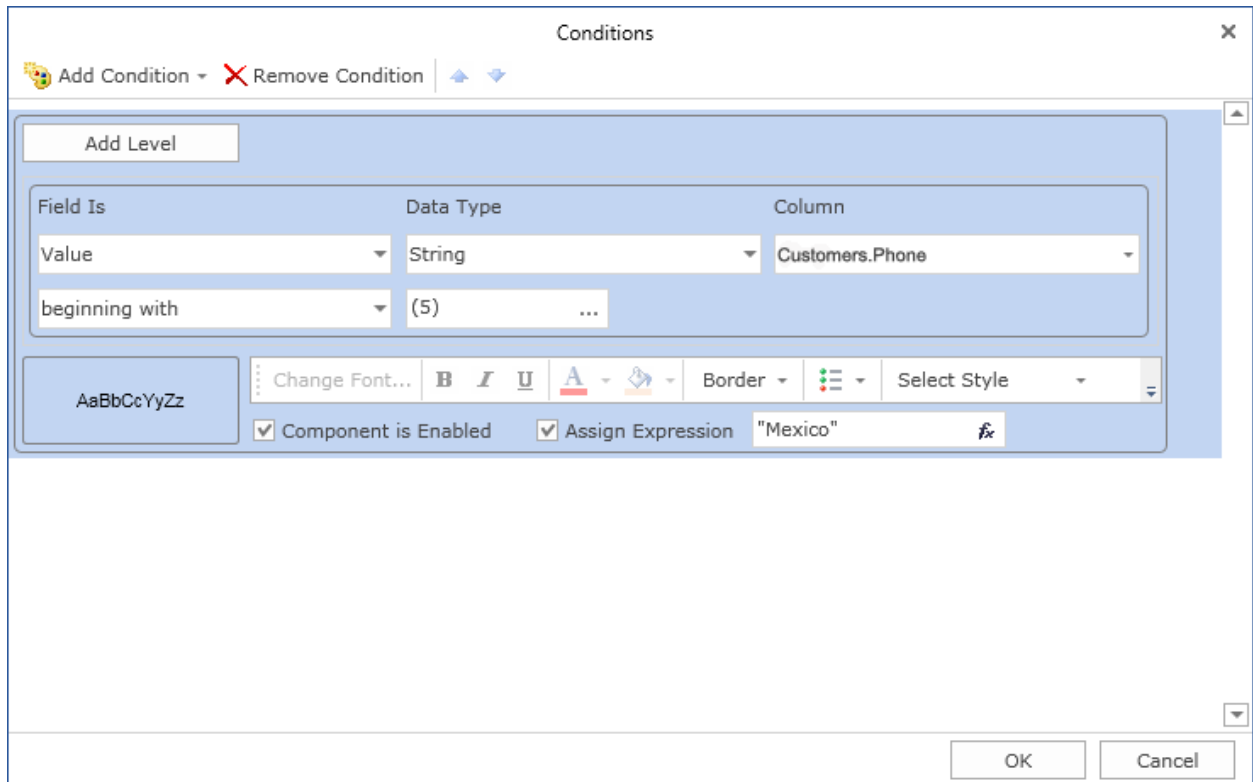 Conditions
Add Condition Remove Condition
Add Level
Field Is Data Type Column
Value String Customers.Phone
beginning with (5) ...
AaBbCcYyZz Change Font... B I U A Border Select Style
Component is Enabled Assign Expression "Mexico" fx
OK Cancel